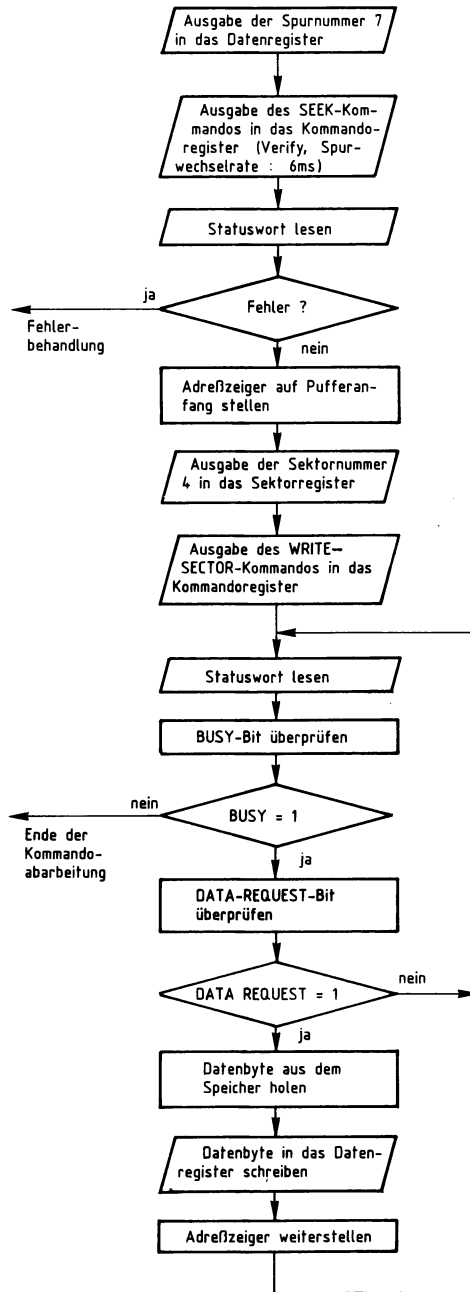 Ausgabe der Spurnummer 7
in das Datenregister
Ausgabe des SEEK-Kom-
mandos in das Kommando-
register (Verify, Spur-
wechselrate : 6ms)
Statuswort lesen
ja
Fehler ?
Fehler-
behandlung
nein
Adreßzeiger auf Pufferan-
fang stellen
Ausgabe der Sektornummer
4 in das Sektorregister
Ausgabe des WRITE-
SECTOR-Kommandos in das
Kommandoregister
Statuswort lesen
BUSY-Bit überprüfen
nein
BUSY = 1
Ende der
Kommando-
abarbeitung
ja
DATA-REQUEST-Bit
überprüfen
DATA REQUEST = 1
nein
ja
Datenbyte aus dem
Speicher holen
Datenbyte in das Daten-
register schreiben
Adreßzeiger weiterstellen